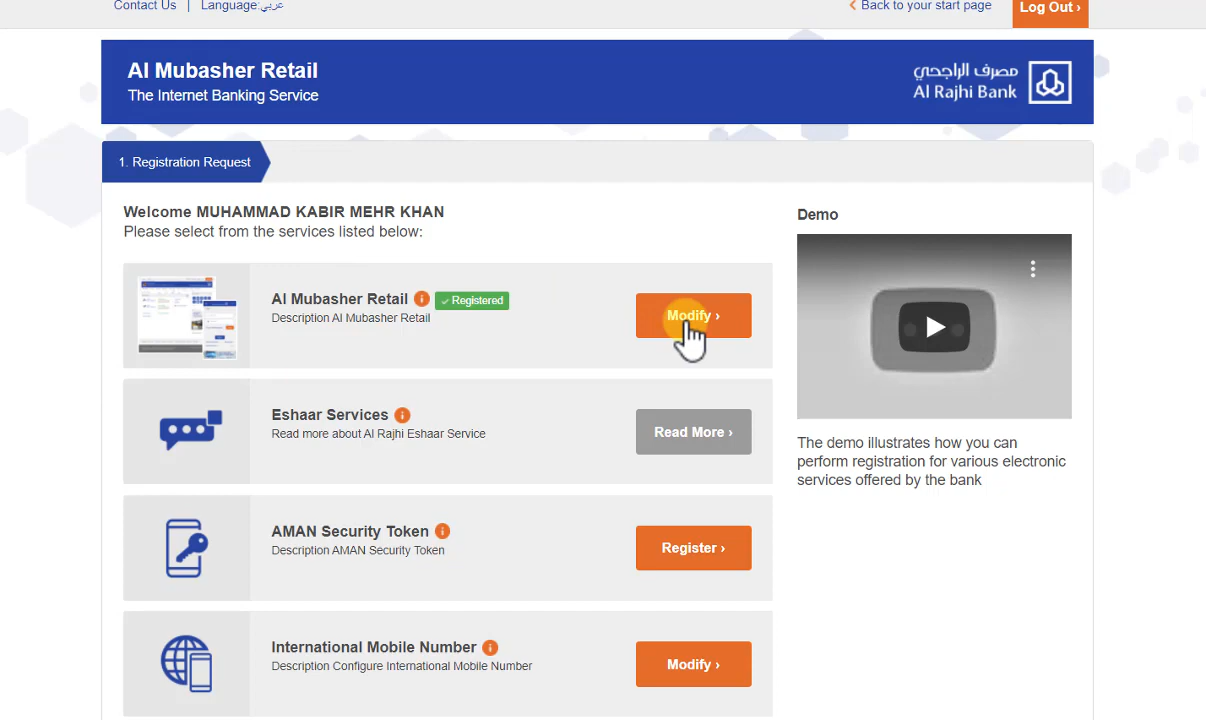 Contact Us | Language:عربي
Back to your start page
Log Out ›
Al Mubasher Retail
The Internet Banking Service
مصرف الراجحي
Al Rajhi Bank
1. Registration Request
Welcome MUHAMMAD KABIR MEHR KHAN
Please select from the services listed below:
Al Mubasher Retail i ✓ Registered
Description Al Mubasher Retail
Modify ›
Eshaar Services i
Read more about Al Rajhi Eshaar Service
Read More ›
AMAN Security Token i
Description AMAN Security Token
Register ›
International Mobile Number i
Description Configure International Mobile Number
Modify ›
Demo
The demo illustrates how you can
perform registration for various electronic
services offered by the bank